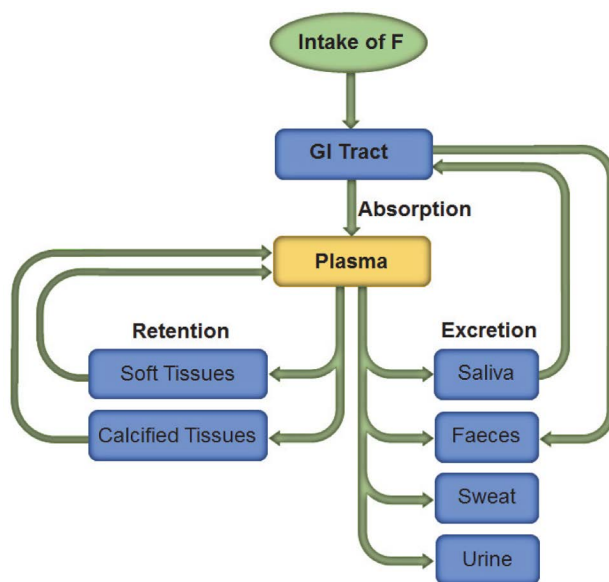 Intake of F
GI Tract
Absorption
Plasma
Retention
Excretion
Soft Tissues
Saliva
Calcified Tissues
Faeces
Sweat
Urine